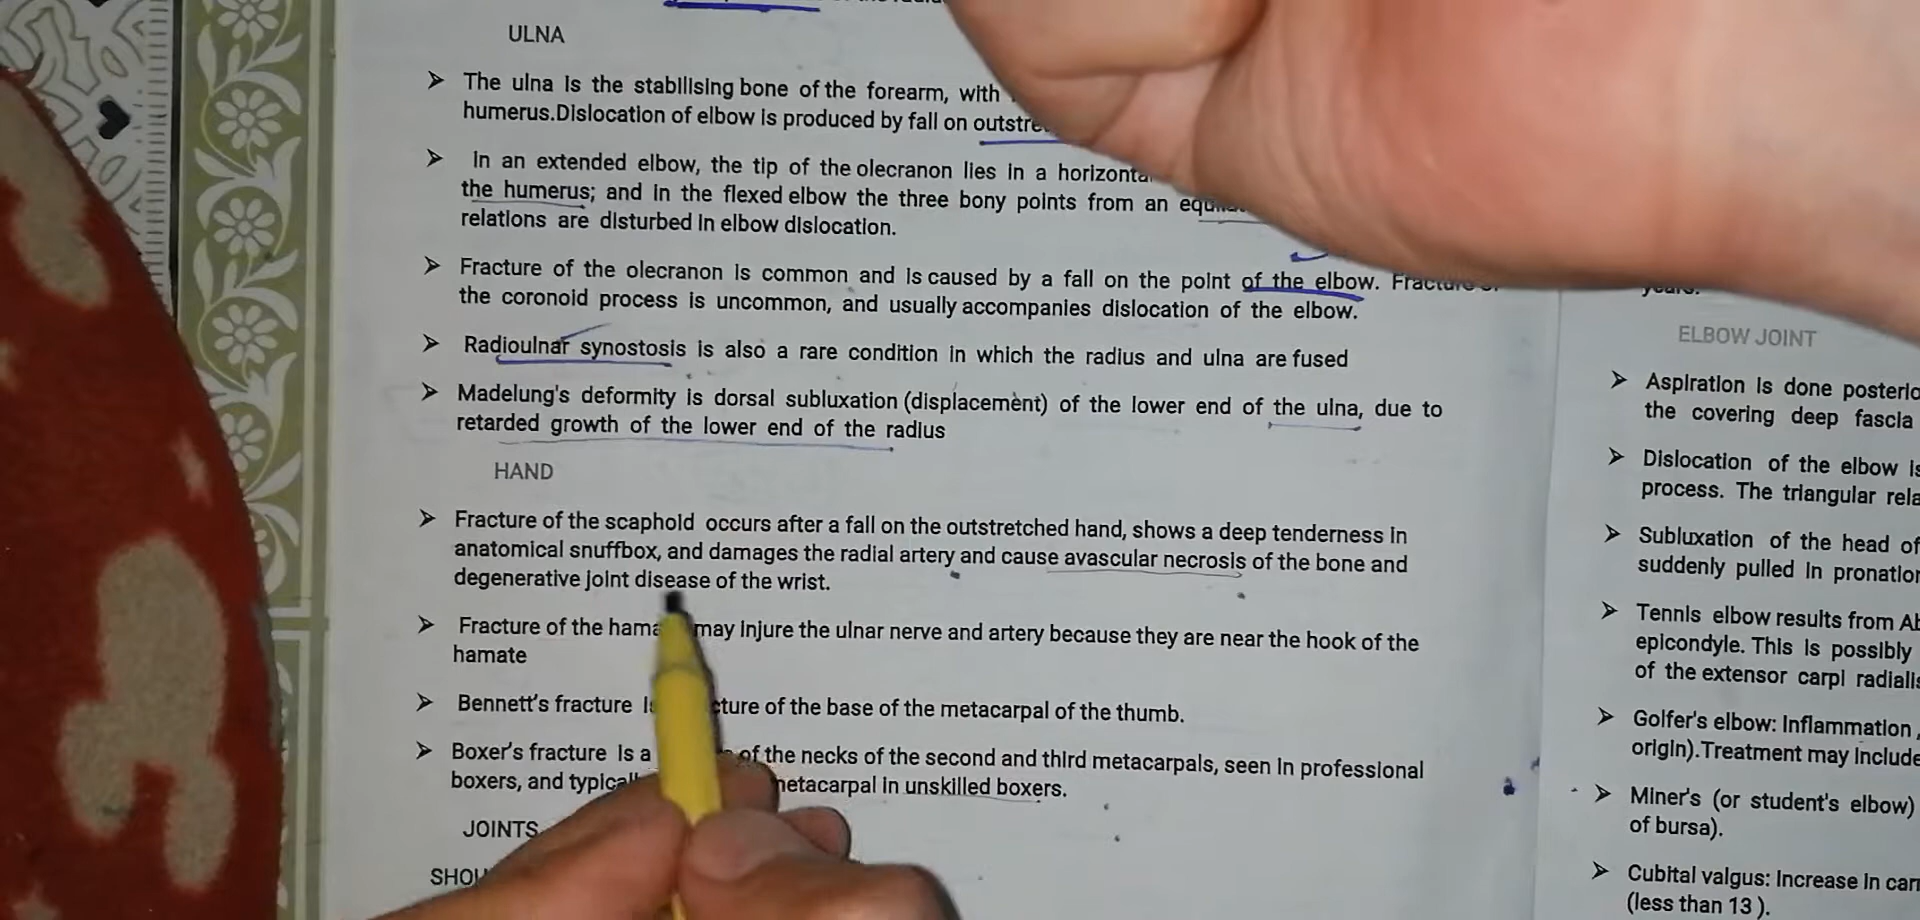 ULNA
➤ The ulna is the stabilising bone of the forearm, with
humerus.Dislocation of elbow is produced by fall on
➤ In an extended elbow, the tip of the olecranon lies in a
the humerus; and in the flexed elbow the three bony points from an
relations are disturbed in elbow dislocation.
➤ Fracture of the olecranon is common and is caused by a fall on the point of the elbow. Fracture
the coronoid process is uncommon, and usually accompanies dislocation of the elbow.
➤ Radioulnar synostosis is also a rare condition in which the radius and ulna are fused
➤ Madelung's deformity is dorsal subluxation (displacement) of the lower end of the ulna, due to
retarded growth of the lower end of the radius
HAND
➤ Fracture of the scaphoid occurs after a fall on the outstretched hand, shows a deep tenderness in
anatomical snuffbox, and damages the radial artery and cause avascular necrosis of the bone and
degenerative joint disease of the wrist.
➤ Fracture of the may injure the ulnar nerve and artery because they are near the hook of the
hamate
➤ Bennett's fracture of the base of the metacarpal of the thumb.
➤ Boxer's fracture is a of the necks of the second and third metacarpals, seen in professional
boxers, and metacarpal in unskilled boxers.
JOINTS
years.
ELBOW JOINT
➤ Aspiration is done
the covering deep fascia
➤ Dislocation of the elbow
process. The triangular
➤ Subluxation of the head of
suddenly pulled in
➤ Tennis elbow results from
epicondyle. This is possibly
of the extensor carpi
➤ Golfer's elbow: Inflammation
origin).Treatment may include
➤ Miner's (or student's elbow)
of bursa).
➤ Cubital valgus: Increase in
(less than 13 ).